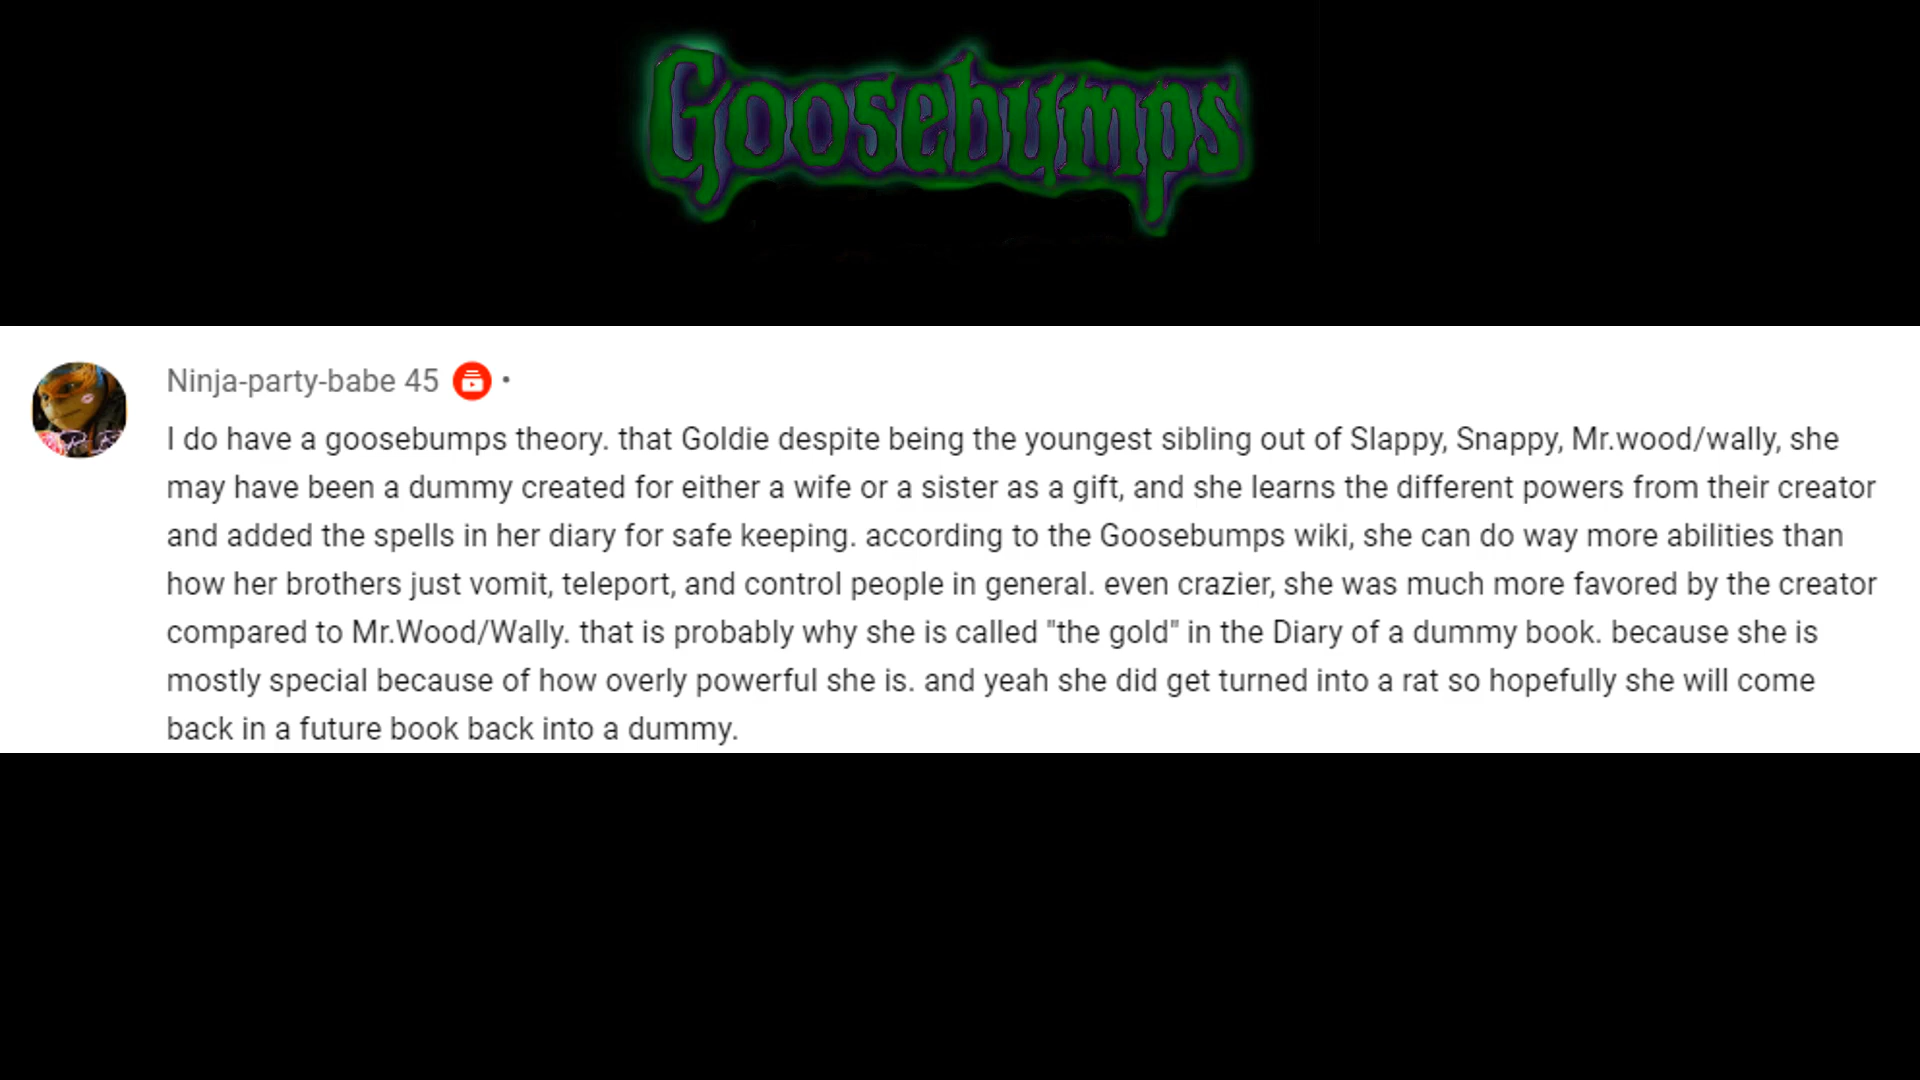 Goosebumps
Ninja-party-babe 45 •
I do have a goosebumps theory. that Goldie despite being the youngest sibling out of Slappy, Snappy, Mr.wood/wally, she
may have been a dummy created for either a wife or a sister as a gift, and she learns the different powers from their creator
and added the spells in her diary for safe keeping. according to the Goosebumps wiki, she can do way more abilities than
how her brothers just vomit, teleport, and control people in general. even crazier, she was much more favored by the creator
compared to Mr.Wood/Wally. that is probably why she is called "the gold" in the Diary of a dummy book. because she is
mostly special because of how overly powerful she is. and yeah she did get turned into a rat so hopefully she will come
back in a future book back into a dummy.